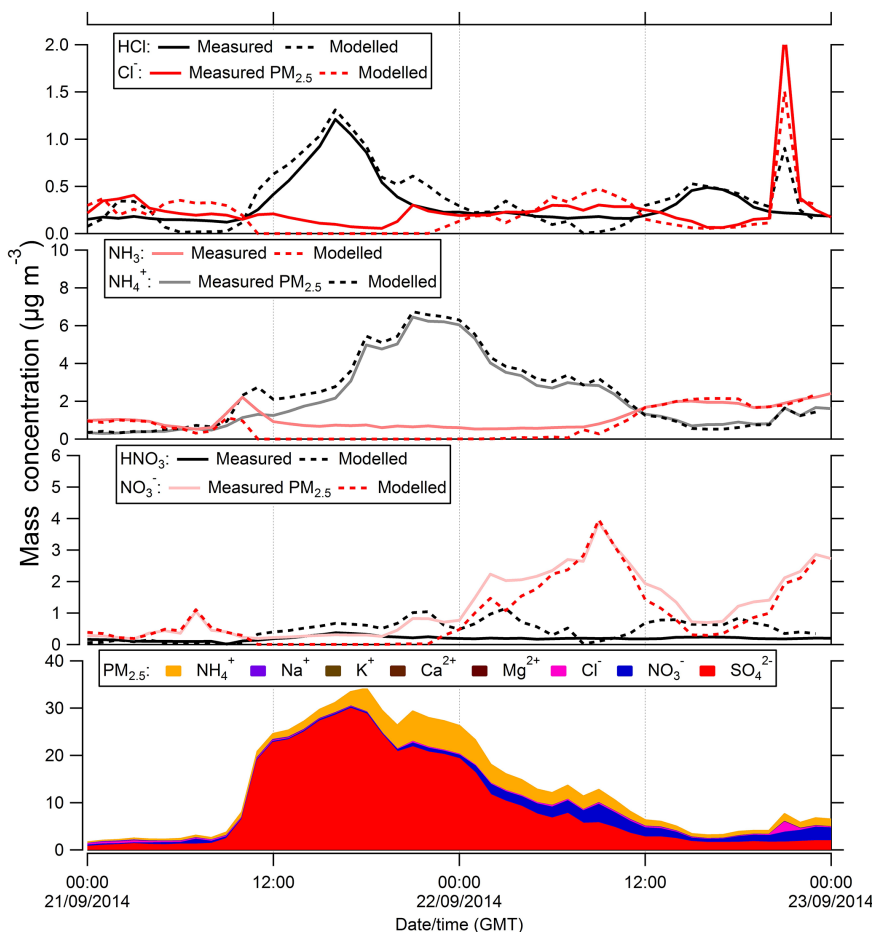 2.0
HCl: Measured Modelled
Cl⁻: Measured PM₂.₅ Modelled
1.5
1.0
0.5
0.0
10
NH₃: Measured Modelled
NH₄⁺: Measured PM₂.₅ Modelled
8
6
4
2
0
Mass concentration (µg m⁻³)
6
HNO₃: Measured Modelled
NO₃⁻: Measured PM₂.₅ Modelled
5
4
3
2
1
0
40
PM₂.₅: NH₄⁺ Na⁺ K⁺ Ca²⁺ Mg²⁺ Cl⁻ NO₃⁻ SO₄²⁻
30
20
10
0
00:00 12:00 00:00 12:00 00:00
21/09/2014 22/09/2014 23/09/2014
Date/time (GMT)